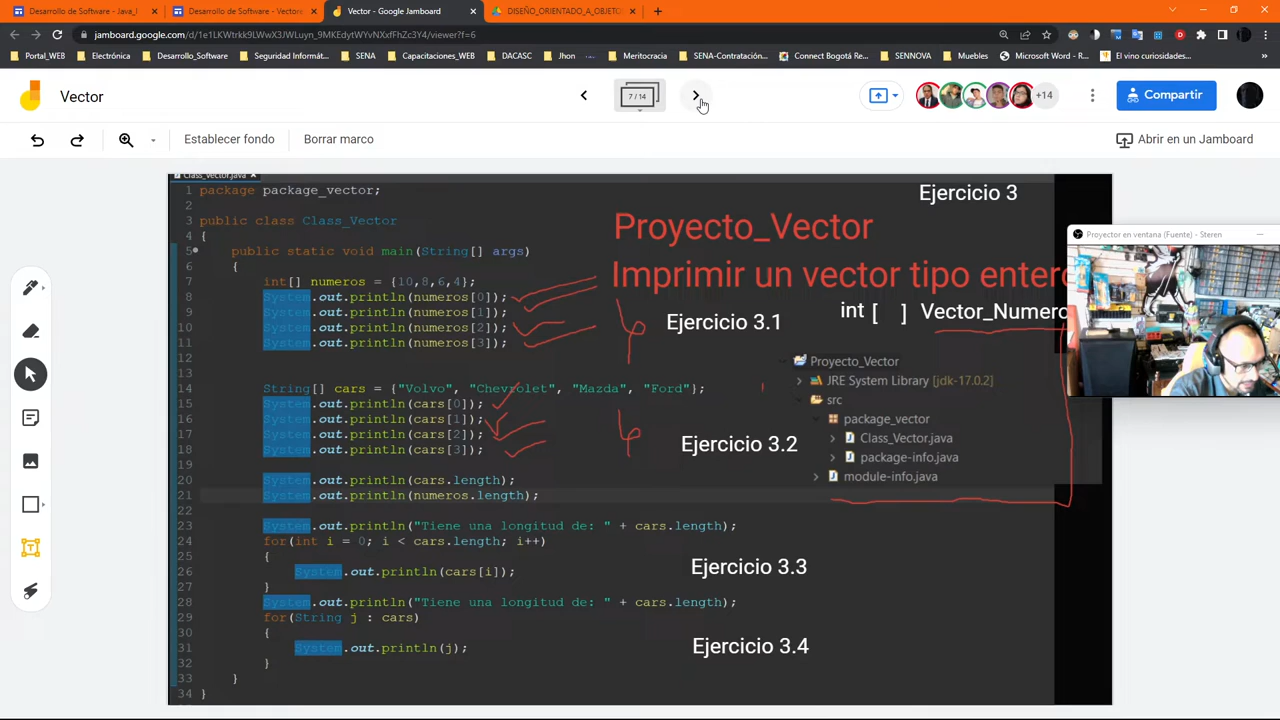 Desarrollo de Software - Java_I
Desarrollo de Software - Vectore
Vector - Google Jamboard
DISEÑO_ORIENTADO_A_OBJETO
jamboard.google.com/d/1e1LKWtrkk9LWwX3JWLuyn_9MKEdytWvNXxfFhZc3Y4/viewer?f=6
Portal_WEB
Electrónica
Desarrollo_Software
Seguridad Informát...
SENA
Capacitaciones_WEB
DACASC
Jhon
Meritocracia
SENA-Contratación...
Connect Bogotá Re...
SENNOVA
Muebles
Microsoft Word - R...
El vino curiosidades...
Vector
7 / 14
+14
Compartir
Establecer fondo
Borrar marco
Abrir en un Jamboard
Class_Vector.java
1 package package_vector;
2
3 public class Class_Vector
4 {
5 public static void main(String[] args)
6 {
7 int[] numeros = {10,8,6,4};
8 System.out.println(numeros[0]);
9 System.out.println(numeros[1]);
10 System.out.println(numeros[2]);
11 System.out.println(numeros[3]);
12
13
14 String[] cars = {"Volvo", "Chevrolet", "Mazda", "Ford"};
15 System.out.println(cars[0]);
16 System.out.println(cars[1]);
17 System.out.println(cars[2]);
18 System.out.println(cars[3]);
19
20 System.out.println(cars.length);
21 System.out.println(numeros.length);
22
23 System.out.println("Tiene una longitud de: " + cars.length);
24 for(int i = 0; i < cars.length; i++)
25 {
26 System.out.println(cars[i]);
27 }
28 System.out.println("Tiene una longitud de: " + cars.length);
29 for(String j : cars)
30 {
31 System.out.println(j);
32 }
33 }
34 }
Ejercicio 3
Proyecto_Vector
Imprimir un vector tipo entero
int [ ] Vector_Numero
Ejercicio 3.1
Proyecto_Vector
JRE System Library [jdk-17.0.2]
src
package_vector
Class_Vector.java
package-info.java
module-info.java
Ejercicio 3.2
Ejercicio 3.3
Ejercicio 3.4
Proyector en ventana (Fuente) - Steren